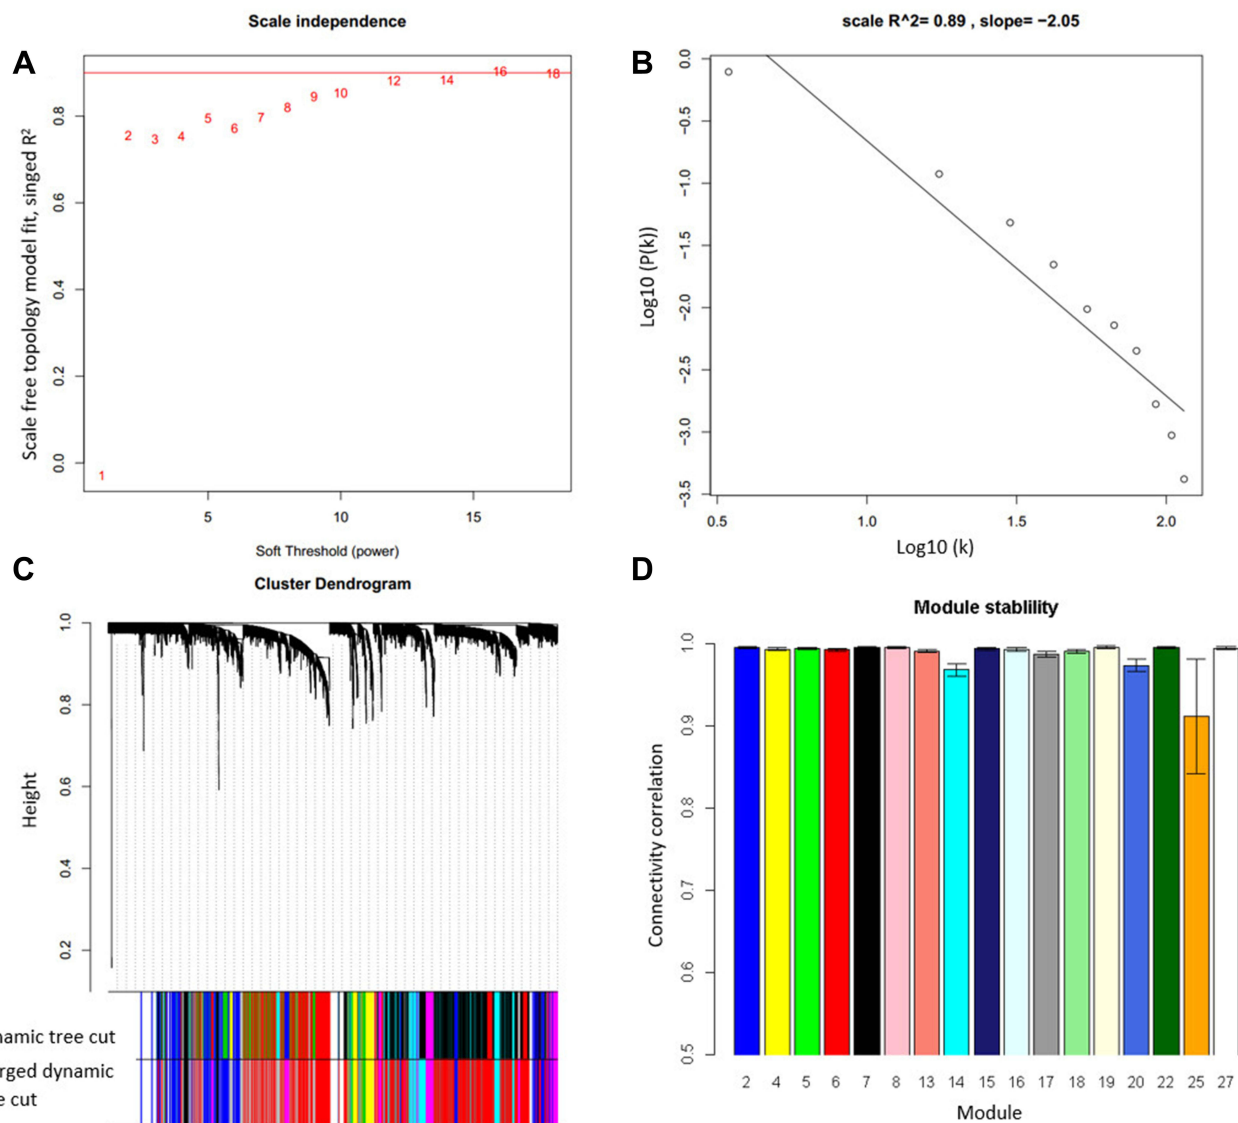 Scale independence
A
Scale free topology model fit, singed R²
0.8
0.6
0.4
0.2
0.0
1
2
3
4
5
6
7
8
9
10
12
14
16
18
5
10
15
Soft Threshold (power)
scale R^2= 0.89 , slope= −2.05
B
Log10 (P(k))
0.0
−0.5
−1.0
−1.5
−2.0
−2.5
−3.0
−3.5
0.5
1.0
1.5
2.0
Log10 (k)
C
Cluster Dendrogram
Height
1.0
0.8
0.6
0.4
0.2
namic tree cut
rged dynamic
e cut
D
Module stablility
Connectivity correlation
1.0
0.9
0.8
0.7
0.6
0.5
2 4 5 6 7 8 13 14 15 16 17 18 19 20 22 25 27
Module